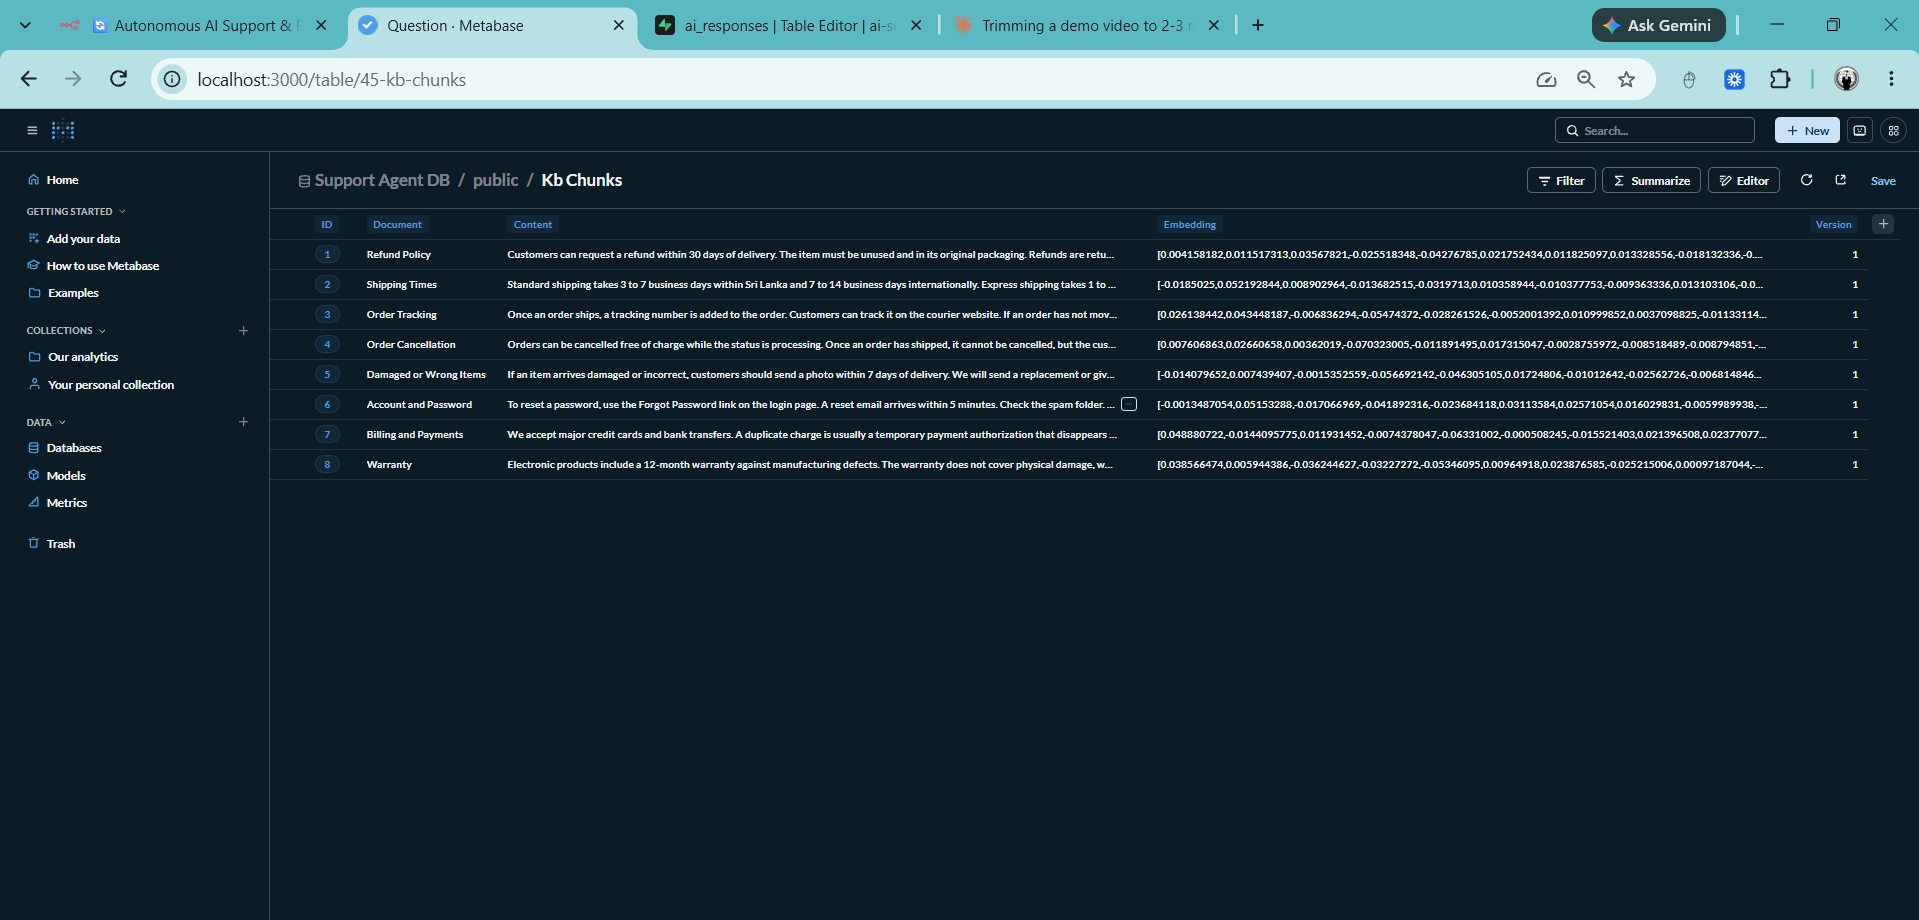 Autonomous AI Support & R
Question · Metabase
ai_responses | Table Editor | ai-s
Trimming a demo video to 2-3 r
Ask Gemini
localhost:3000/table/45-kb-chunks
Search...
New
Home
GETTING STARTED
Add your data
How to use Metabase
Examples
COLLECTIONS
Our analytics
Your personal collection
DATA
Databases
Models
Metrics
Trash
Support Agent DB / public / Kb Chunks
Filter
Summarize
Editor
Save
ID Document Content Embedding Version
1 Refund Policy Customers can request a refund within 30 days of delivery. The item must be unused and in its original packaging. Refunds are retu... [0.004158182,0.011517313,0.03567821,-0.025518348,-0.04276785,0.021752434,0.011825097,0.013328556,-0.018132336,-0.... 1
2 Shipping Times Standard shipping takes 3 to 7 business days within Sri Lanka and 7 to 14 business days internationally. Express shipping takes 1 to ... [-0.0185025,0.052192844,0.008902964,-0.013682515,-0.0319713,0.010358944,-0.010377753,-0.009363336,0.013103106,-0.0... 1
3 Order Tracking Once an order ships, a tracking number is added to the order. Customers can track it on the courier website. If an order has not mov... [0.026138442,0.043448187,-0.006836294,-0.05474372,-0.028261526,-0.0052001392,0.010999852,0.0037098825,-0.01133114... 1
4 Order Cancellation Orders can be cancelled free of charge while the status is processing. Once an order has shipped, it cannot be cancelled, but the cus... [0.007606863,0.02660658,0.00362019,-0.070323005,-0.011891495,0.017315047,-0.0028755972,-0.008518489,-0.008794851,-... 1
5 Damaged or Wrong Items If an item arrives damaged or incorrect, customers should send a photo within 7 days of delivery. We will send a replacement or giv... [-0.014079652,0.007439407,-0.0015352559,-0.056692142,-0.046305105,0.01724806,-0.01012642,-0.02562726,-0.006814846... 1
6 Account and Password To reset a password, use the Forgot Password link on the login page. A reset email arrives within 5 minutes. Check the spam folder. ... [-0.0013487054,0.05153288,-0.017066969,-0.041892316,-0.023684118,0.03113584,0.02571054,0.016029831,-0.0059989938,-... 1
7 Billing and Payments We accept major credit cards and bank transfers. A duplicate charge is usually a temporary payment authorization that disappears ... [0.048880722,-0.0144095775,0.011931452,-0.0074378047,-0.06331002,-0.000508245,-0.015521403,0.021396508,0.02377077... 1
8 Warranty Electronic products include a 12-month warranty against manufacturing defects. The warranty does not cover physical damage, w... [0.038566474,0.005944386,-0.036244627,-0.03227272,-0.05346095,0.00964918,0.023876585,-0.025215006,0.00097187044,-... 1